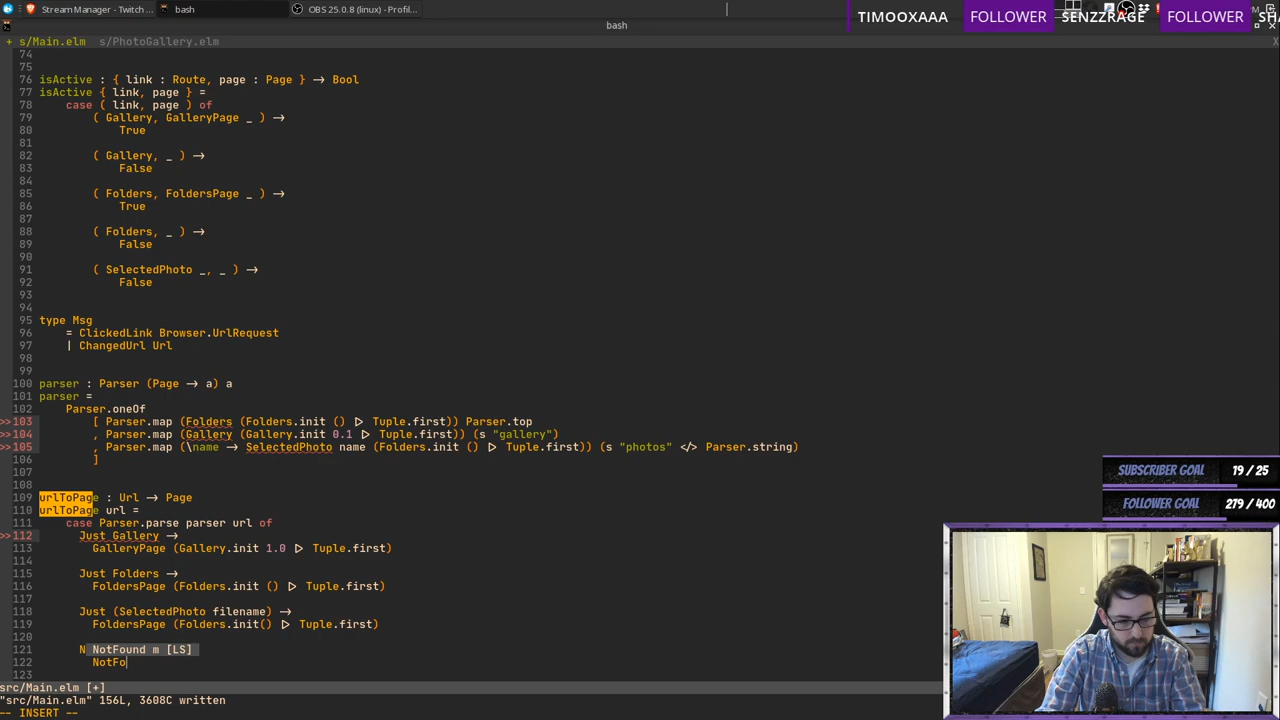 Stream Manager - Twitch ...
bash
OBS 25.0.8 (linux) - Profil...
TIMOOXAAA FOLLOWER SENZZRAGE FOLLOWER SHA
bash
+ s/Main.elm s/PhotoGallery.elm X
74
75
76 isActive : { link : Route, page : Page } → Bool
77 isActive { link, page } =
78 case ( link, page ) of
79 ( Gallery, GalleryPage _ ) →
80 True
81
82 ( Gallery, _ ) →
83 False
84
85 ( Folders, FoldersPage _ ) →
86 True
87
88 ( Folders, _ ) →
89 False
90
91 ( SelectedPhoto _, _ ) →
92 False
93
94
95 type Msg
96 = ClickedLink Browser.UrlRequest
97 | ChangedUrl Url
98
99
100 parser : Parser (Page → a) a
101 parser =
102 Parser.oneOf
>>103 [ Parser.map (Folders (Folders.init () ▷ Tuple.first)) Parser.top
>>104 , Parser.map (Gallery (Gallery.init 0.1 ▷ Tuple.first)) (s "gallery")
>>105 , Parser.map (\name → SelectedPhoto name (Folders.init () ▷ Tuple.first)) (s "photos" </> Parser.string)
106 ]
107
108
109 urlToPage : Url → Page
110 urlToPage url =
111 case Parser.parse parser url of
>>112 Just Gallery →
113 GalleryPage (Gallery.init 1.0 ▷ Tuple.first)
114
115 Just Folders →
116 FoldersPage (Folders.init () ▷ Tuple.first)
117
118 Just (SelectedPhoto filename) →
119 FoldersPage (Folders.init() ▷ Tuple.first)
120
121 N NotFound m [LS]
122 NotFo
123
src/Main.elm [+]
"src/Main.elm" 156L, 3608C written
-- INSERT --
SUBSCRIBER GOAL 19 / 25
FOLLOWER GOAL 279 / 400